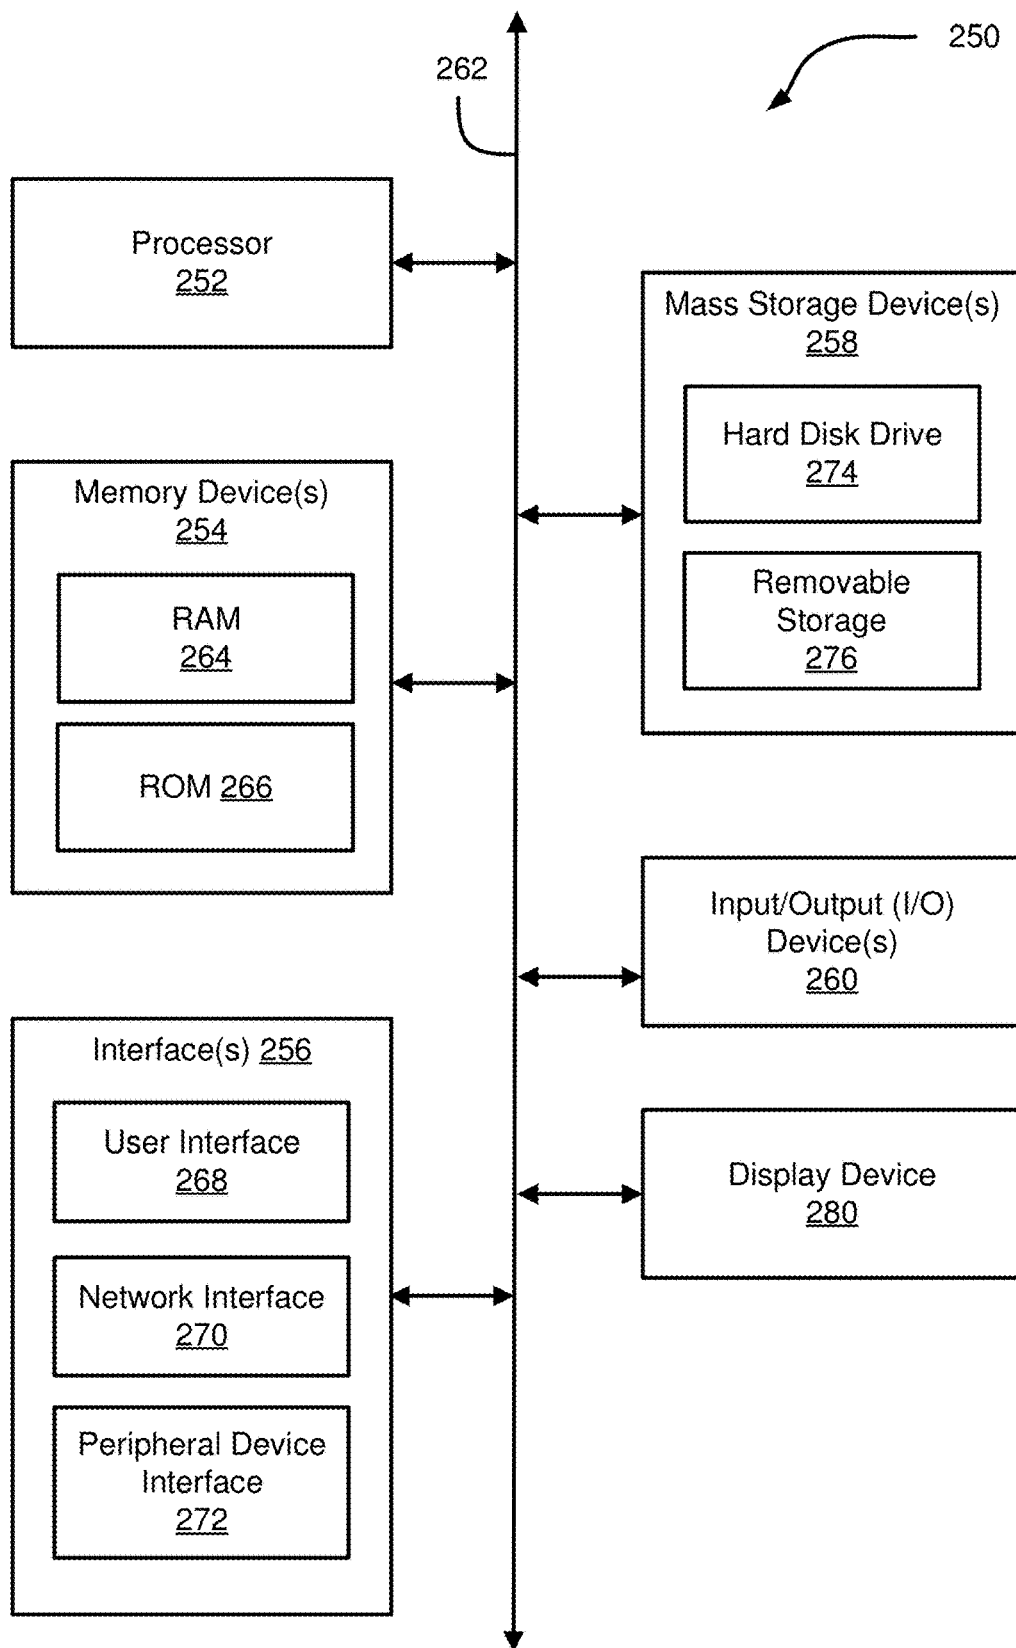 250
262
Processor
252
Mass Storage Device(s)
258
Hard Disk Drive
274
Removable
Storage
276
Memory Device(s)
254
RAM
264
ROM 266
Input/Output (I/O)
Device(s)
260
Interface(s) 256
User Interface
268
Network Interface
270
Peripheral Device
Interface
272
Display Device
280